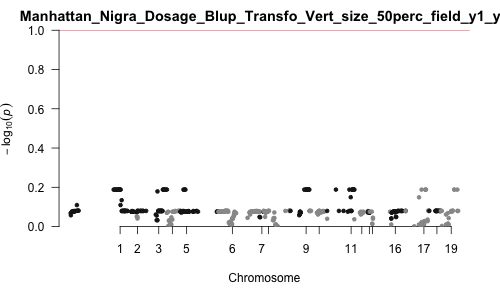 Manhattan_Nigra_Dosage_Blup_Transfo_Vert_size_50perc_field_y1_y
1.0
0.8
0.6
0.4
0.2
0.0
− log10(p)
1 2 3 5 6 7 9 11 16 17 19
Chromosome